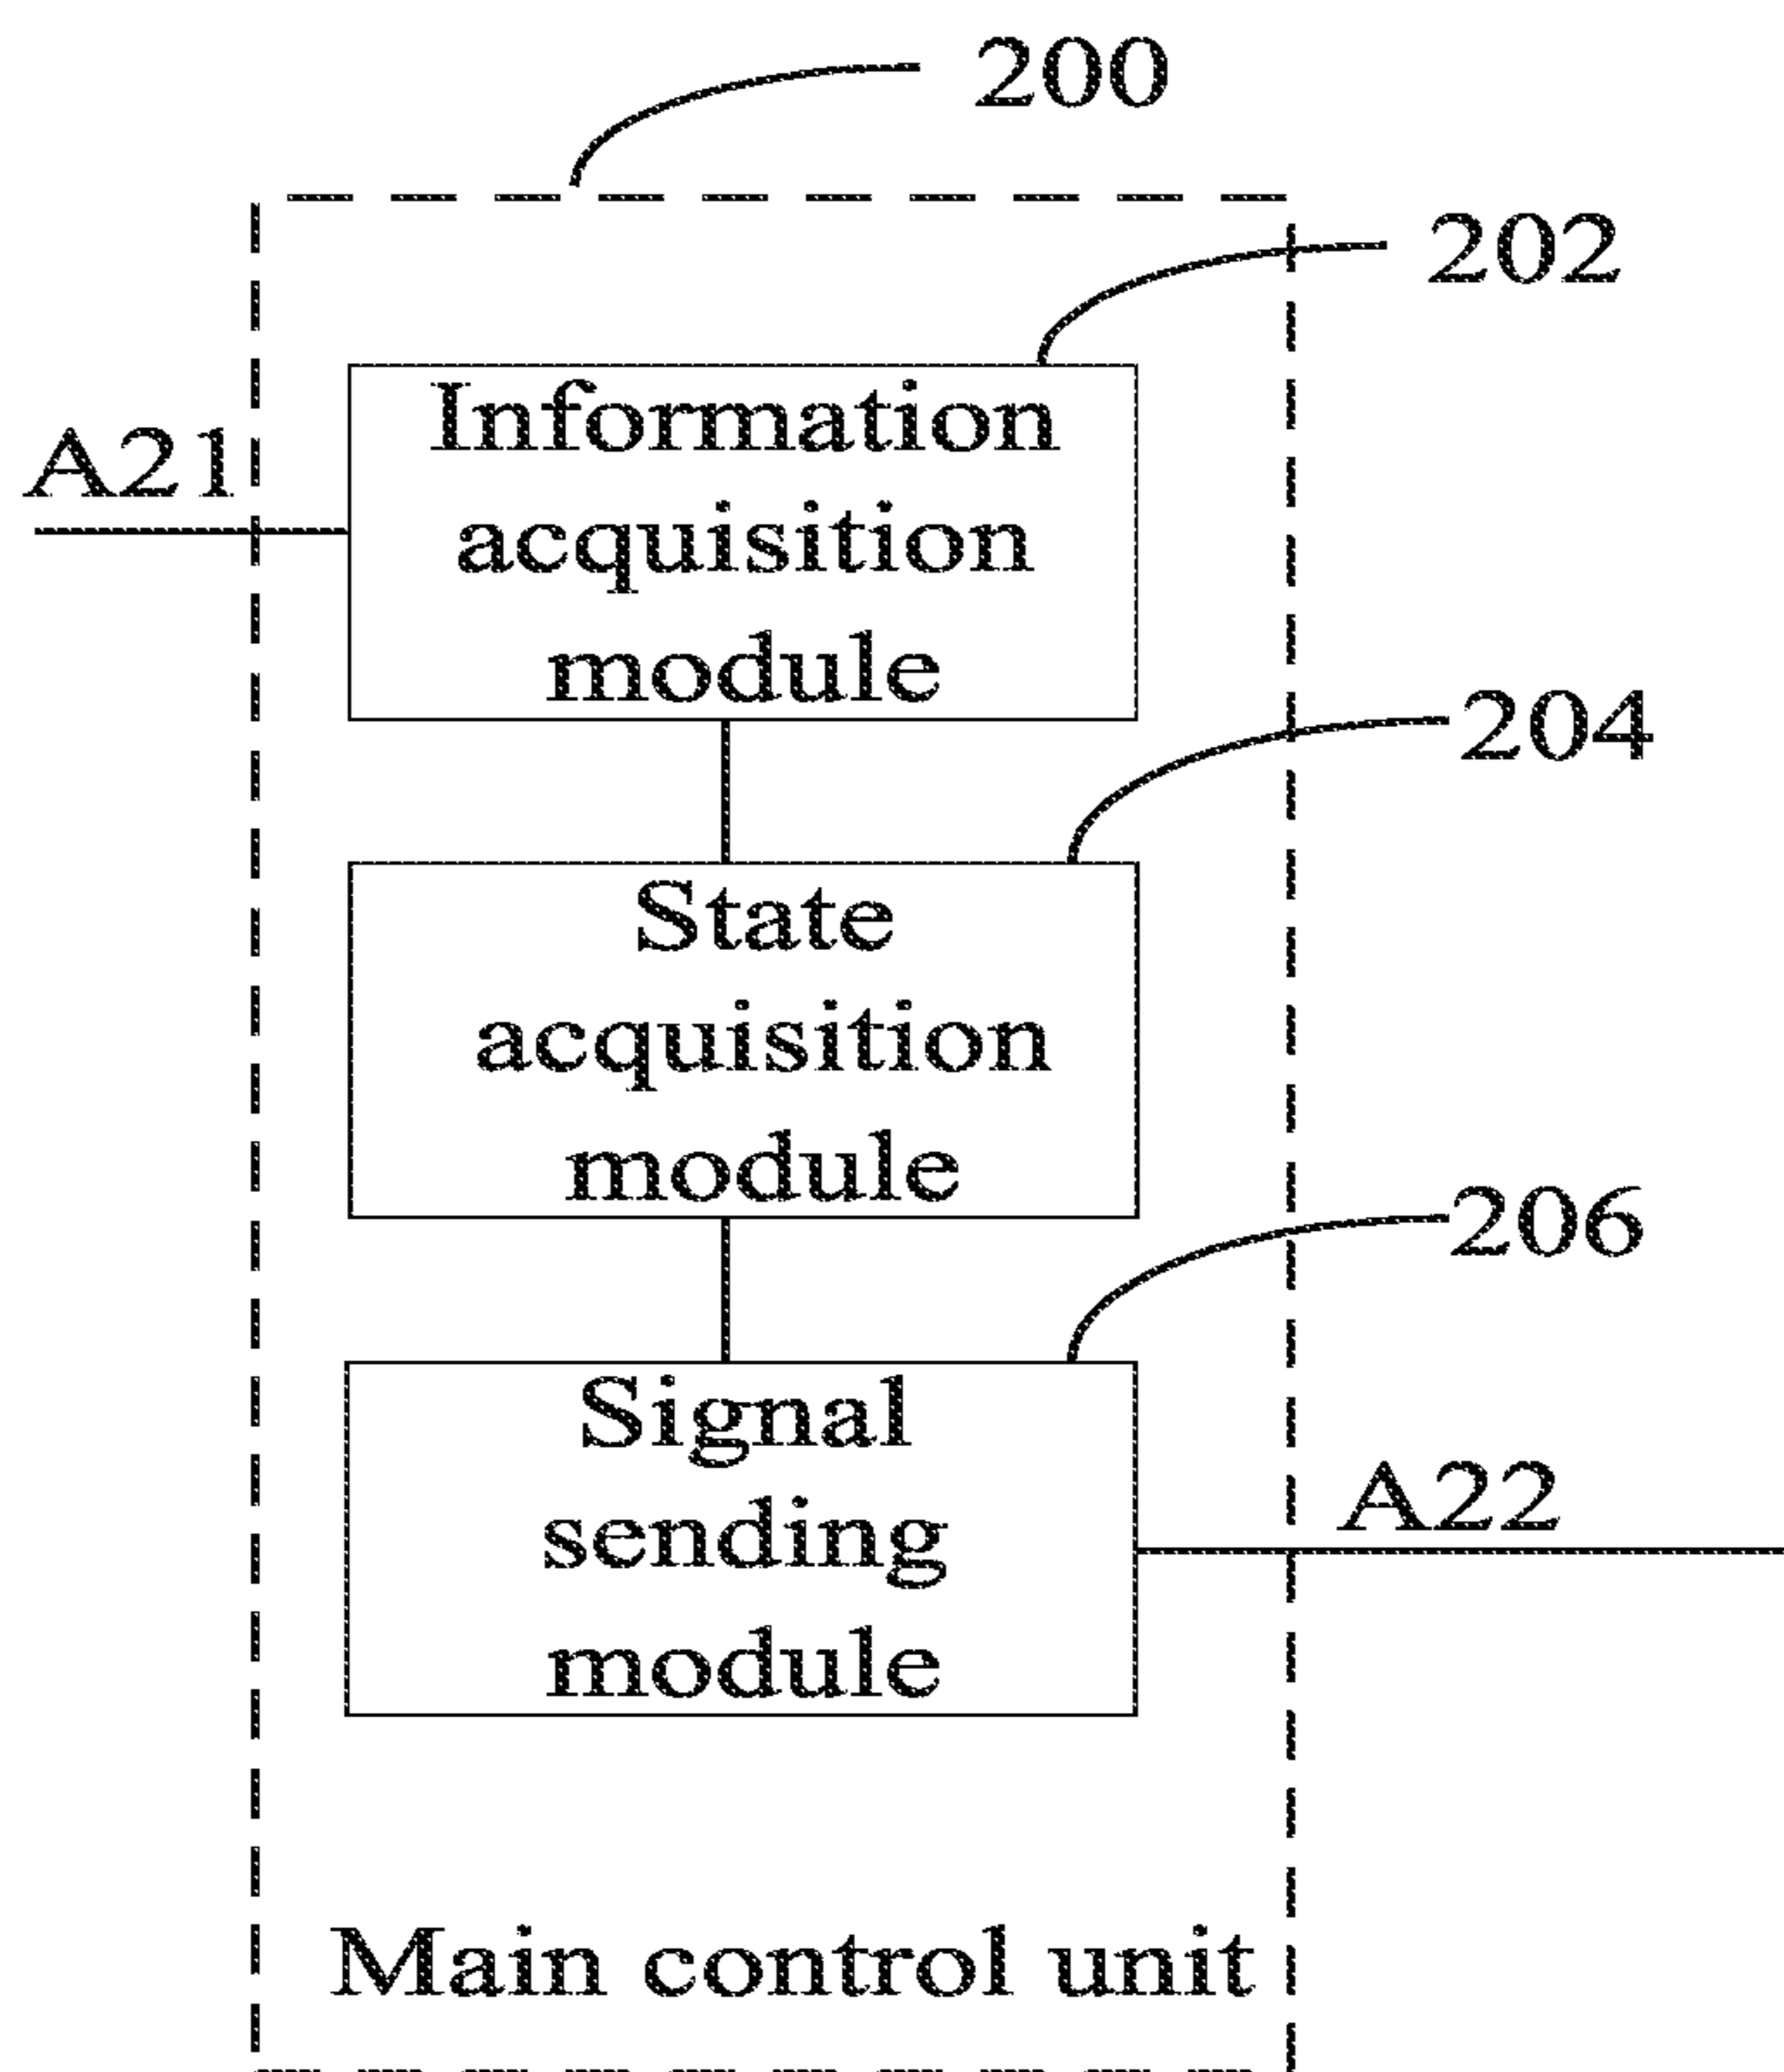 200
202
A21
Information
acquisition
module
204
State
acquisition
module
206
Signal
sending
module
A22
Main control unit